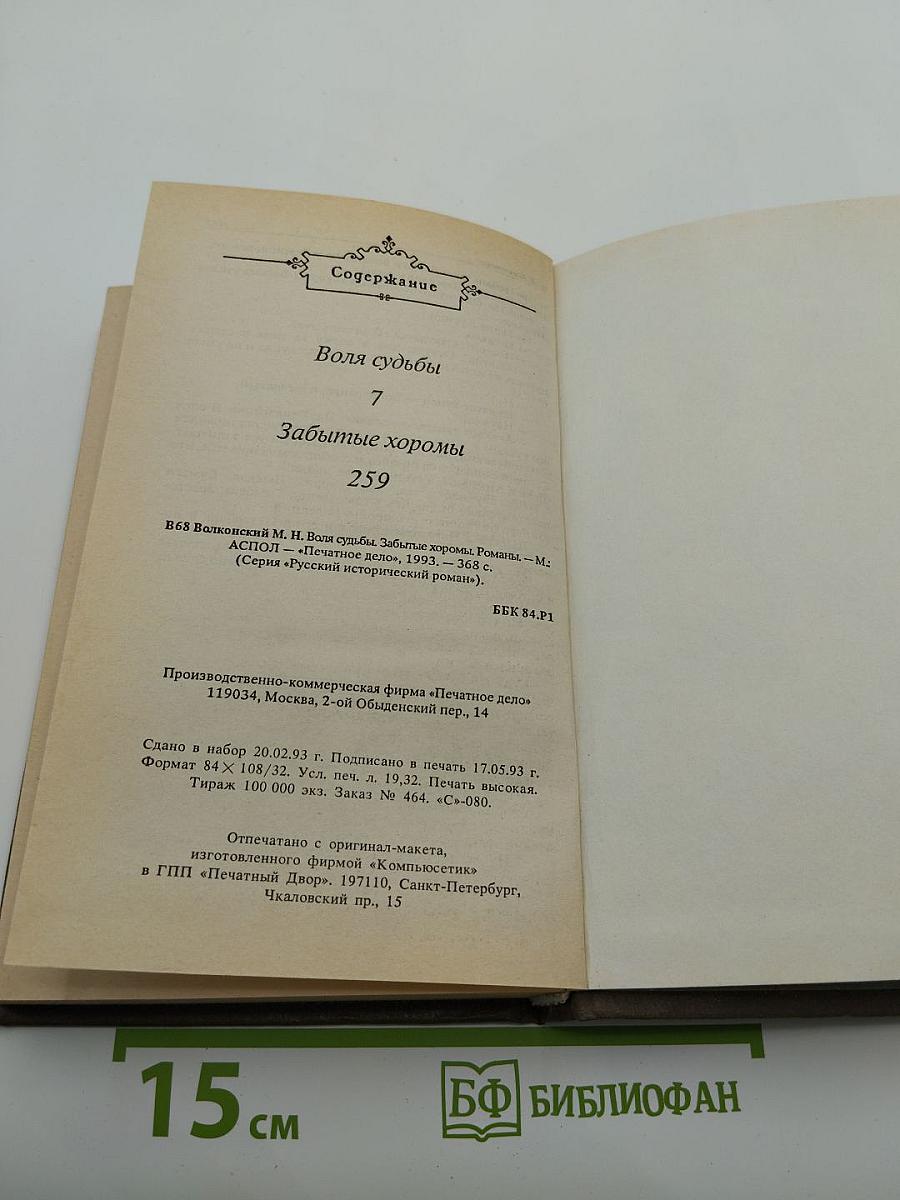 Содержание
Воля судьбы
7
Забытые хоромы
259
В68 Волконский М. Н. Воля судьбы. Забытые хоромы. Романы. — М.:
АСПОЛ — «Печатное дело», 1993. — 368 с.
(Серия «Русский исторический роман»).
ББК 84.Р1
Производственно-коммерческая фирма «Печатное дело»
119034, Москва, 2-ой Обыденский пер., 14
Сдано в набор 20.02.93 г. Подписано в печать 17.05.93 г.
Формат 84×108/32. Усл. печ. л. 19,32. Печать высокая.
Тираж 100 000 экз. Заказ № 464. «С»-080.
Отпечатано с оригинал-макета,
изготовленного фирмой «Компьюсетик»
в ГПП «Печатный Двор». 197110, Санкт-Петербург,
Чкаловский пр., 15
15 см
БФ БИБЛИОФАН